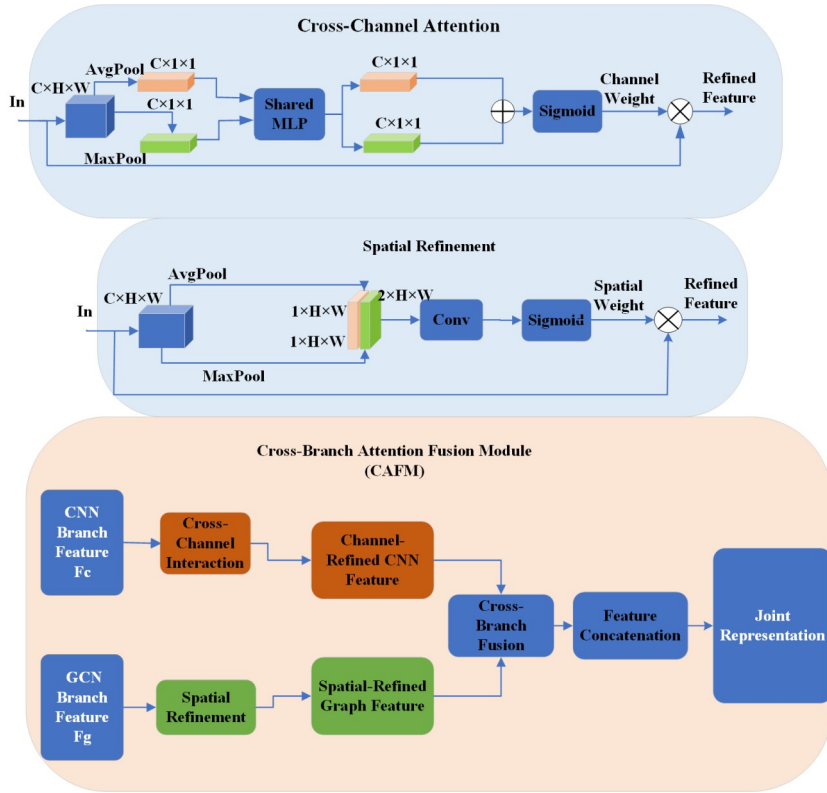 Cross-Channel Attention
In
C×H×W
AvgPool
C×1×1
C×1×1
MaxPool
Shared
MLP
C×1×1
C×1×1
Sigmoid
Channel
Weight
Refined
Feature
Spatial Refinement
In
C×H×W
AvgPool
MaxPool
1×H×W
1×H×W
2×H×W
Conv
Sigmoid
Spatial
Weight
Refined
Feature
Cross-Branch Attention Fusion Module
(CAFM)
CNN
Branch
Feature
Fc
Cross-
Channel
Interaction
Channel-
Refined CNN
Feature
GCN
Branch
Feature
Fg
Spatial
Refinement
Spatial-Refined
Graph Feature
Cross-
Branch
Fusion
Feature
Concatenation
Joint
Representation